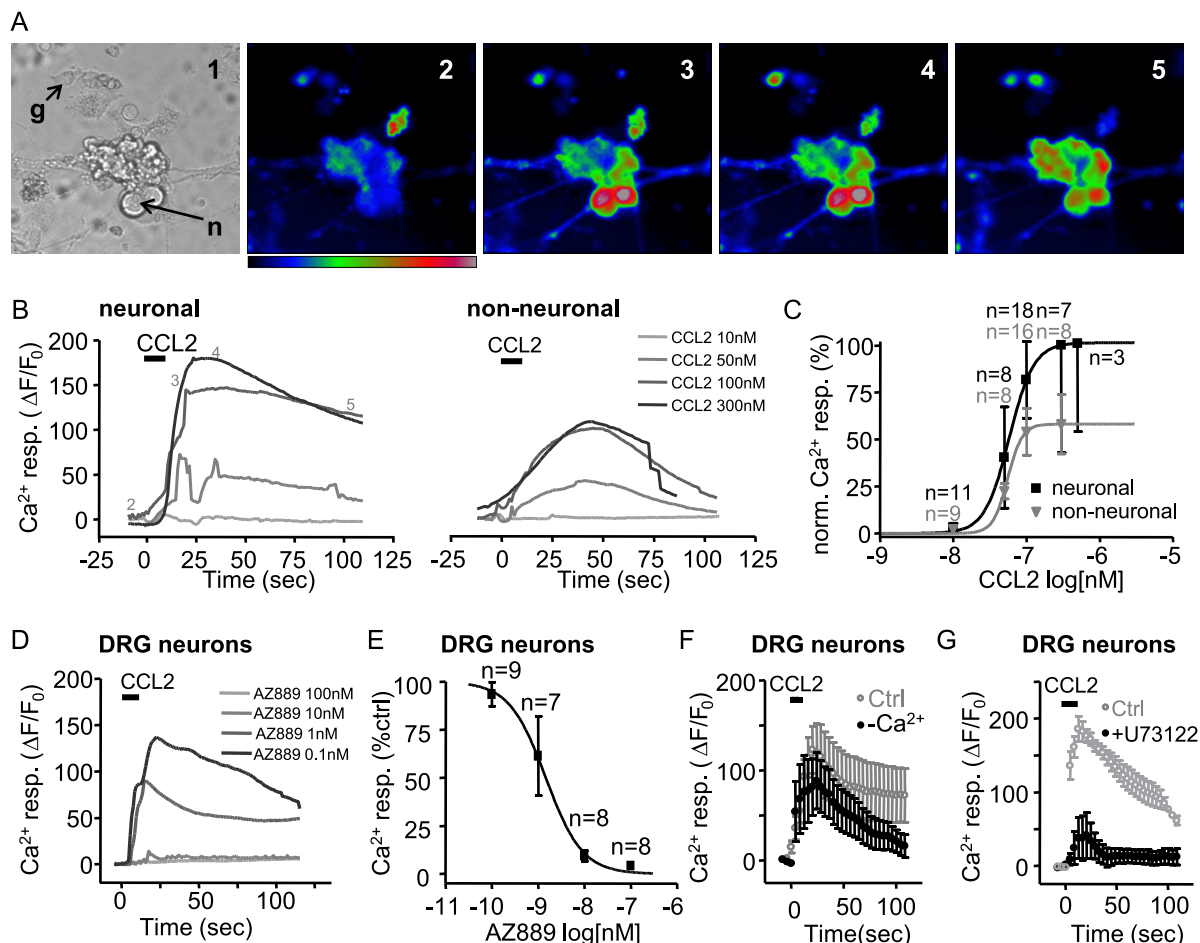 A
1
2
3
4
5
g
n
B
neuronal
non-neuronal
C
CCL2
CCL2
CCL2 10nM
CCL2 50nM
CCL2 100nM
CCL2 300nM
Ca²⁺ resp. (ΔF/F₀)
200
150
100
50
0
2
3
4
5
-25 0 25 50 75 100 125
Time (sec)
-25 0 25 50 75 100 125
Time (sec)
norm. Ca²⁺ resp. (%)
100
75
50
25
0
n=18 n=7
n=16 n=8
n=3
n=8
n=8
n=11
n=9
neuronal
non-neuronal
-9 -8 -7 -6 -5
CCL2 log[nM]
D
DRG neurons
CCL2
AZ889 100nM
AZ889 10nM
AZ889 1nM
AZ889 0.1nM
Ca²⁺ resp. (ΔF/F₀)
200
150
100
50
0
0 50 100
Time (sec)
E
DRG neurons
Ca²⁺ resp. (%ctrl)
100
75
50
25
0
n=9
n=7
n=8
n=8
-11 -10 -9 -8 -7 -6
AZ889 log[nM]
F
DRG neurons
CCL2
Ctrl
-Ca²⁺
Ca²⁺ resp. (ΔF/F₀)
200
150
100
50
0
0 50 100
Time(sec)
G
DRG neurons
CCL2
Ctrl
+U73122
Ca²⁺ resp. (ΔF/F₀)
200
100
0
0 50 100
Time(sec)